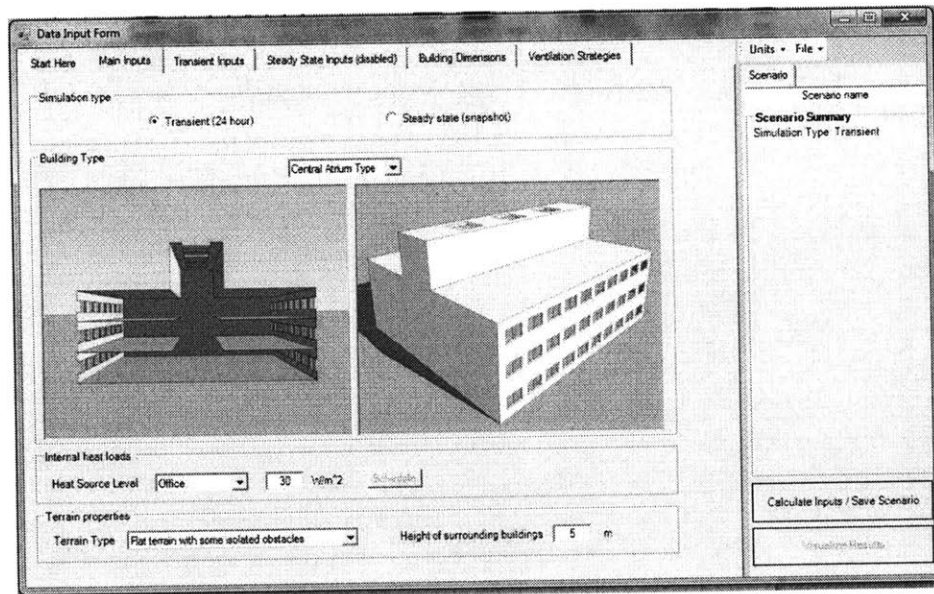 Data Input Form
Start Here Main Inputs Transient Inputs Steady State Inputs (disabled) Building Dimensions Ventilation Strategies
Units File
Simulation type
Transient (24 hour) Steady state (snapshot)
Building Type
Central Atrium Type
Internal heat loads
Heat Source Level Office 30 W/m^2 Schedule
Terrain properties
Terrain Type Flat terrain with some isolated obstacles Height of surrounding buildings 5 m
Scenario
Scenario name
Scenario Summary
Simulation Type Transient
Calculate Inputs / Save Scenario
Visualize Results